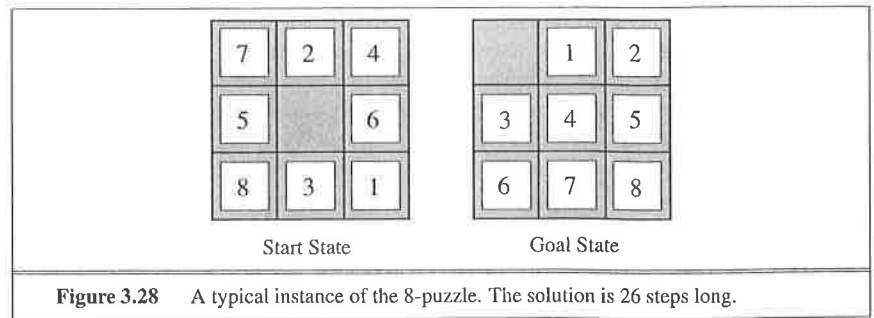 7 2 4 1 2
5 6 3 4 5
8 3 1 6 7 8
Start State Goal State
Figure 3.28 A typical instance of the 8-puzzle. The solution is 26 steps long.